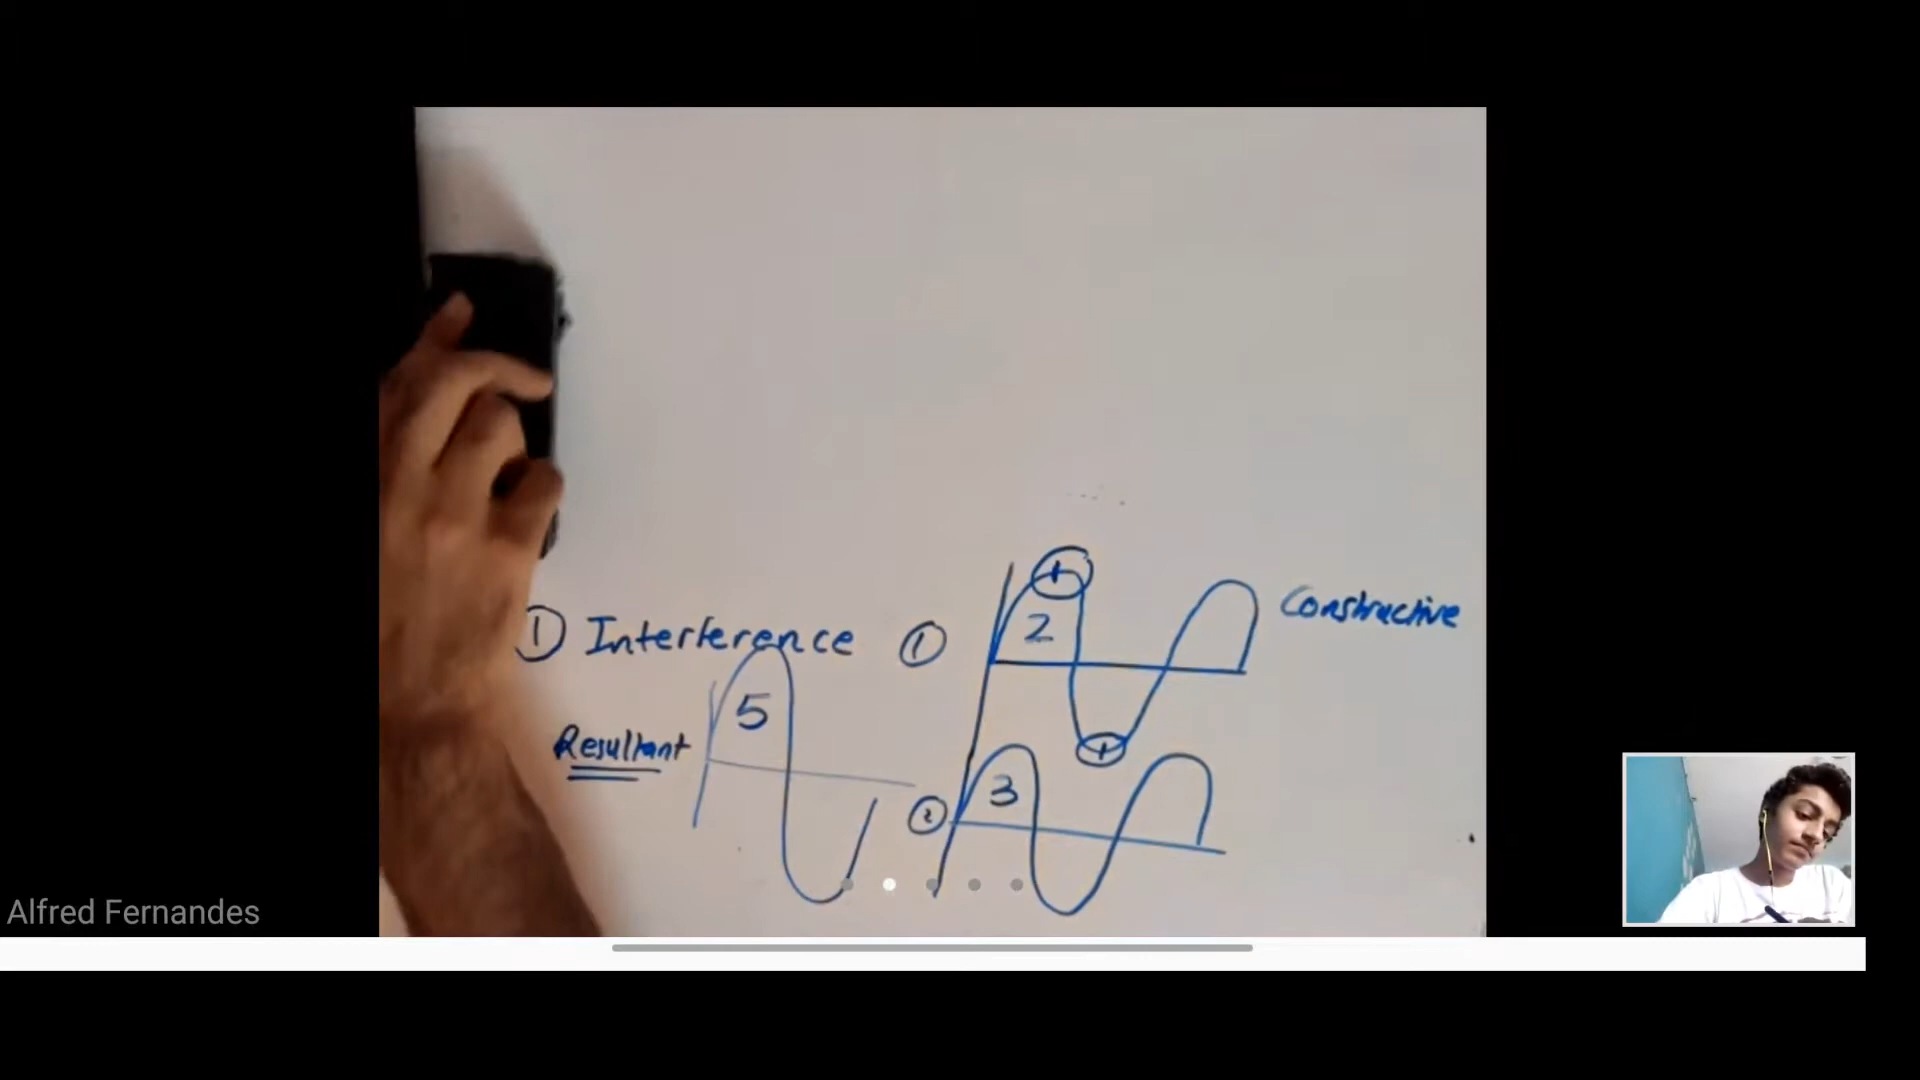 ① Interference
Resultant
5
①
+
2
+
Constructive
②
3
Alfred Fernandes